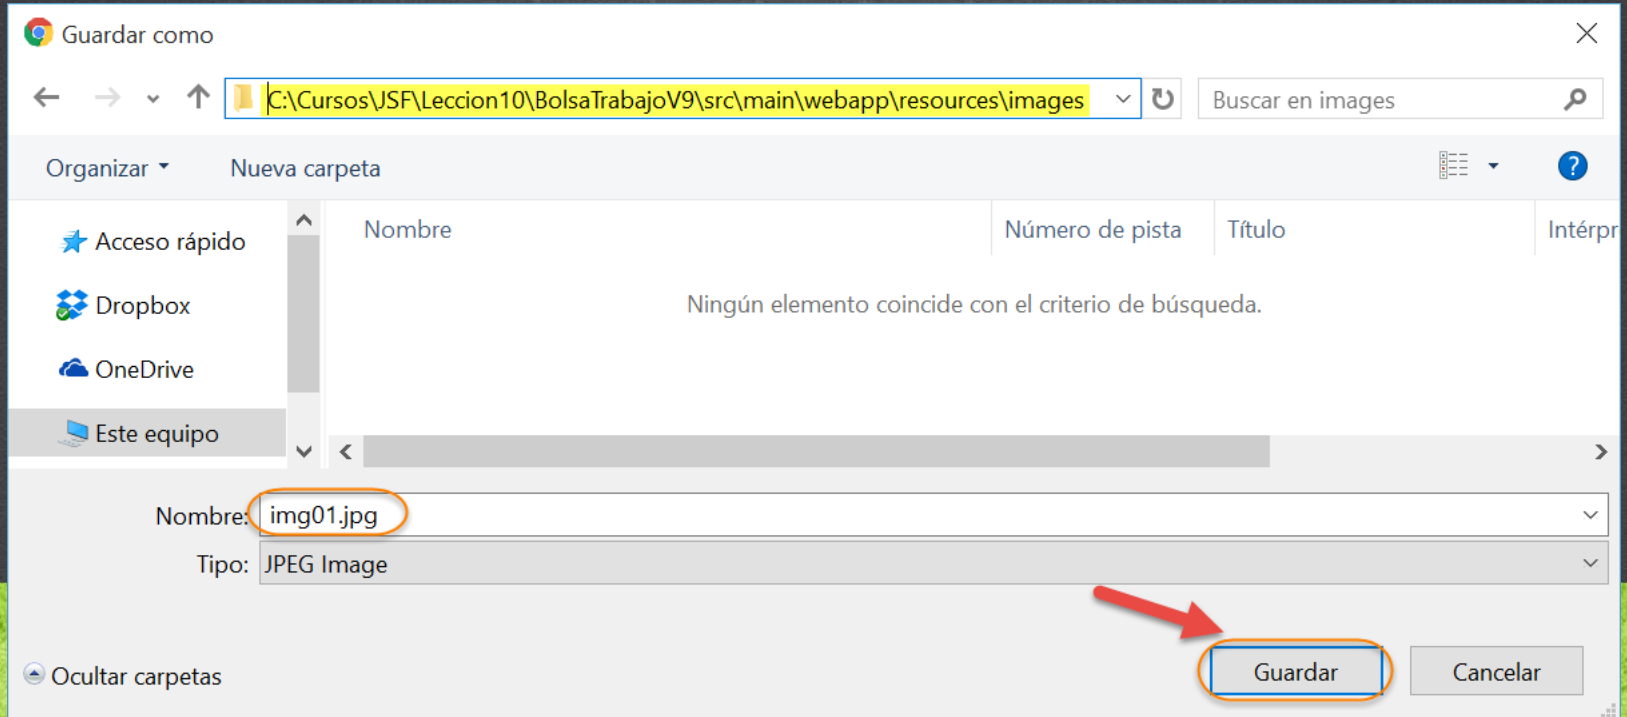 Guardar como
C:\Cursos\JSF\Leccion10\BolsaTrabajoV9\src\main\webapp\resources\images
Buscar en images
Organizar
Nueva carpeta
?
Acceso rápido
Dropbox
OneDrive
Este equipo
Nombre
Número de pista
Título
Intérpr
Ningún elemento coincide con el criterio de búsqueda.
Nombre: img01.jpg
Tipo: JPEG Image
Ocultar carpetas
Guardar
Cancelar